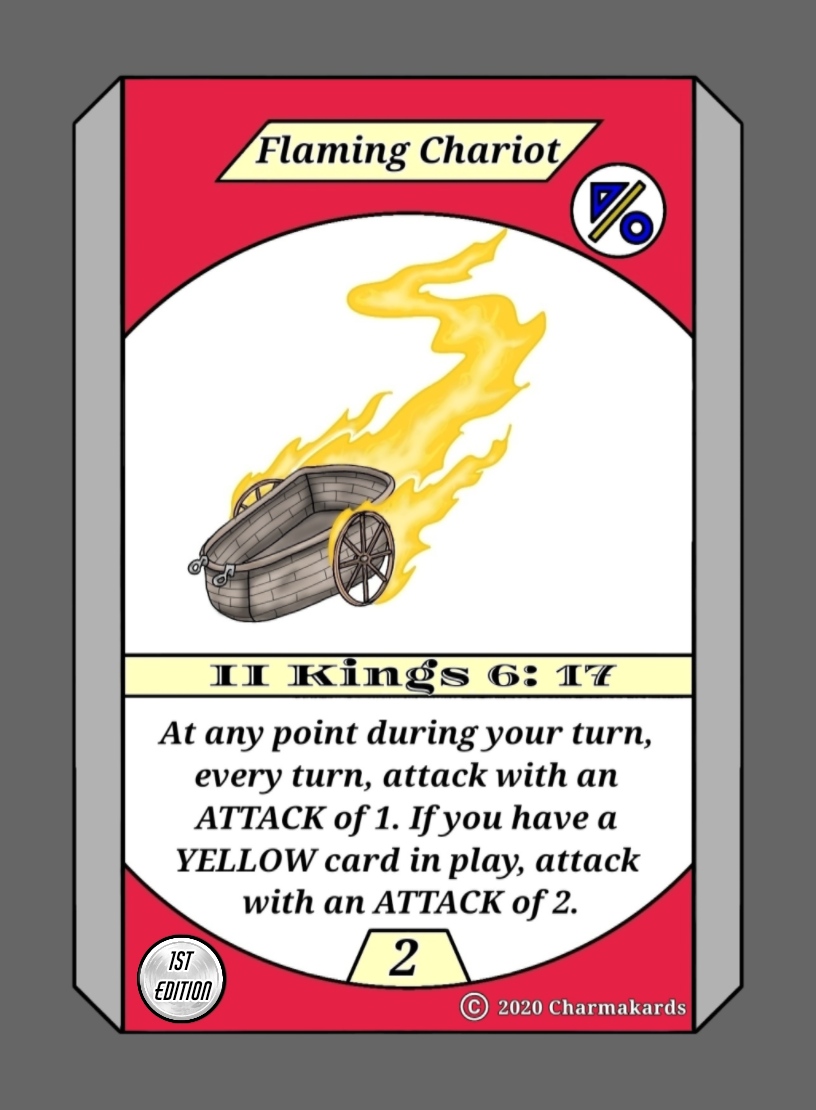 Flaming Chariot
II Kings 6: 17
At any point during your turn,
every turn, attack with an
ATTACK of 1. If you have a
YELLOW card in play, attack
with an ATTACK of 2.
2
1ST
EDITION
© 2020 Charmakards